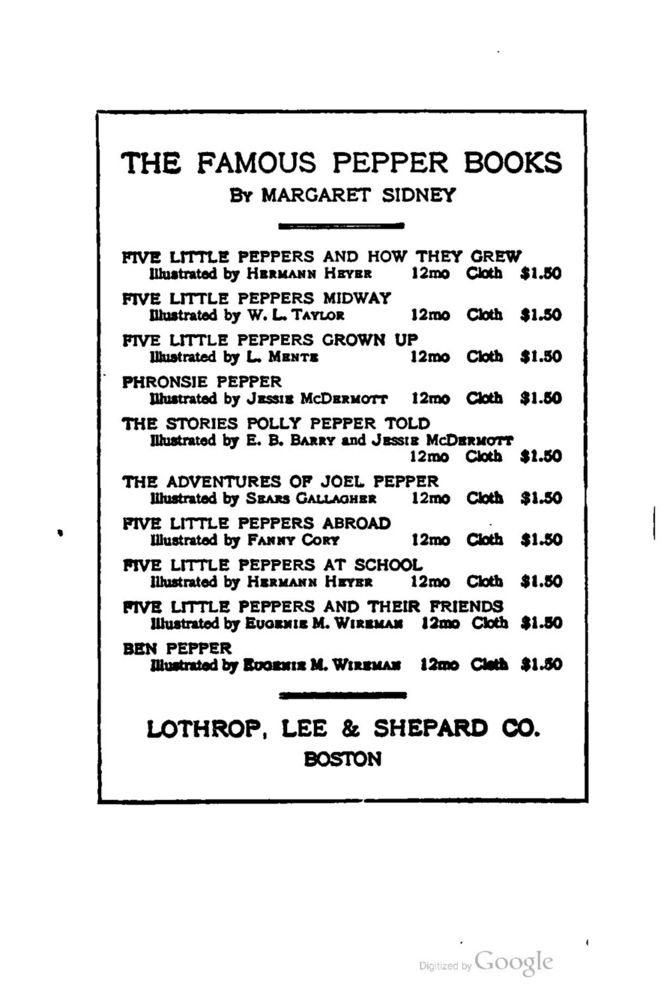 THE FAMOUS PEPPER BOOKS
By MARGARET SIDNEY
FIVE LITTLE PEPPERS AND HOW THEY GREW
Illustrated by HERMANN HEYER 12mo Cloth $1.50
FIVE LITTLE PEPPERS MIDWAY
Illustrated by W. L. TAYLOR 12mo Cloth $1.50
FIVE LITTLE PEPPERS GROWN UP
Illustrated by L. MENTE 12mo Cloth $1.50
PHRONSIE PEPPER
Illustrated by JESSIE MCDERMOTT 12mo Cloth $1.50
THE STORIES POLLY PEPPER TOLD
Illustrated by E. B. BARRY and JESSIE MCDERMOTT
12mo Cloth $1.50
THE ADVENTURES OF JOEL PEPPER
Illustrated by SEARS GALLAGHER 12mo Cloth $1.50
FIVE LITTLE PEPPERS ABROAD
Illustrated by FANNY CORY 12mo Cloth $1.50
FIVE LITTLE PEPPERS AT SCHOOL
Illustrated by HERMANN HEYER 12mo Cloth $1.50
FIVE LITTLE PEPPERS AND THEIR FRIENDS
Illustrated by EUGENIE M. WIREMAN 12mo Cloth $1.50
BEN PEPPER
Illustrated by EUGENIE M. WIREMAN 12mo Cloth $1.50
LOTHROP, LEE & SHEPARD CO.
BOSTON
Digitized by Google